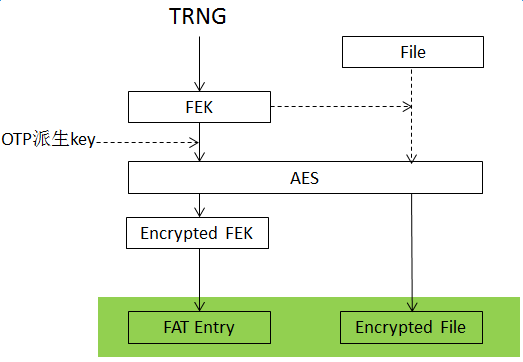 TRNG
File
FEK
OTP派生key
AES
Encrypted FEK
FAT Entry
Encrypted File